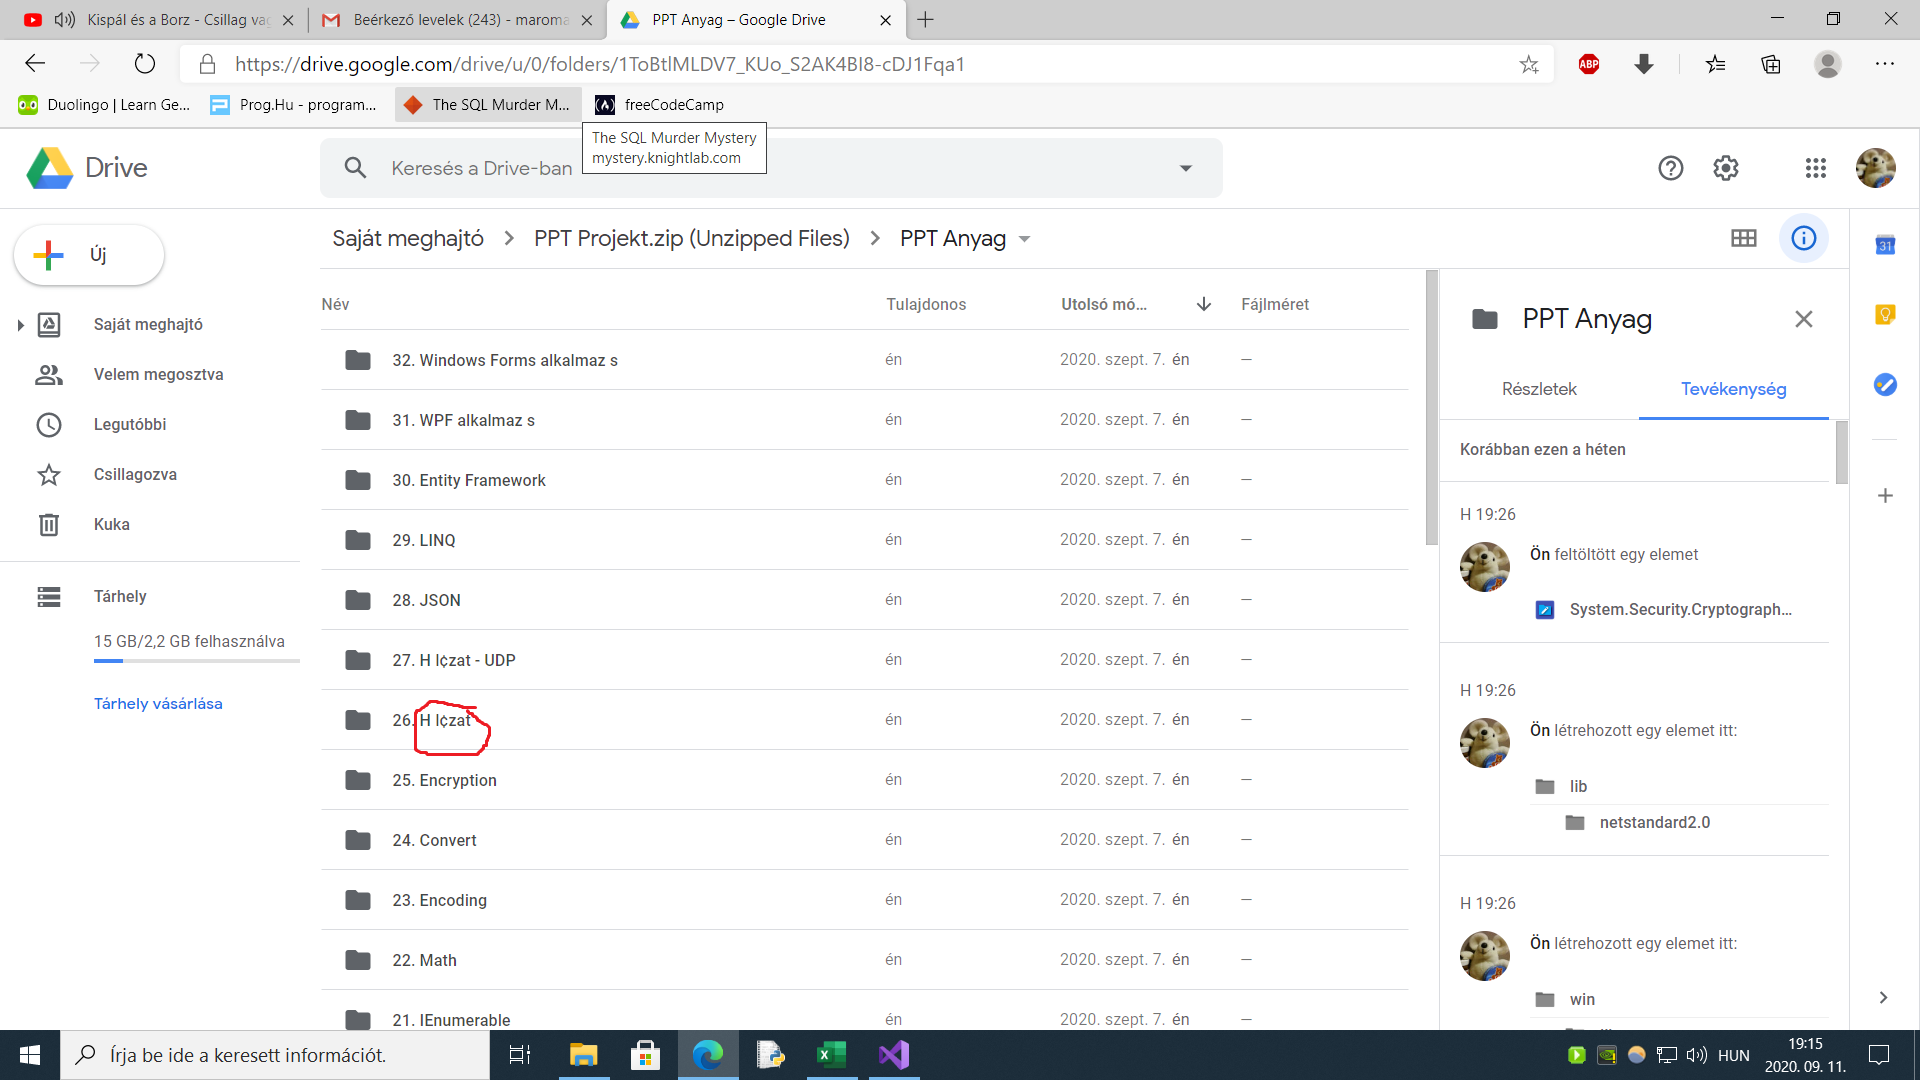 Kispál és a Borz - Csillag vag
Beérkező levelek (243) - maroma
PPT Anyag – Google Drive
https://drive.google.com/drive/u/0/folders/1ToBtlMLDV7_KUo_S2AK4BI8-cDJ1Fqa1
ABP
Duolingo | Learn Ge...
Prog.Hu - program...
The SQL Murder M...
freeCodeCamp
The SQL Murder Mystery
mystery.knightlab.com
Drive
Keresés a Drive-ban
Új
Saját meghajtó
Velem megosztva
Legutóbbi
Csillagozva
Kuka
Tárhely
15 GB/2,2 GB felhasználva
Tárhely vásárlása
Saját meghajtó > PPT Projekt.zip (Unzipped Files) > PPT Anyag
Név Tulajdonos Utolsó mó... Fájlméret
32. Windows Forms alkalmaz s én 2020. szept. 7. én –
31. WPF alkalmaz s én 2020. szept. 7. én –
30. Entity Framework én 2020. szept. 7. én –
29. LINQ én 2020. szept. 7. én –
28. JSON én 2020. szept. 7. én –
27. H l¢zat - UDP én 2020. szept. 7. én –
26. H l¢zat én 2020. szept. 7. én –
25. Encryption én 2020. szept. 7. én –
24. Convert én 2020. szept. 7. én –
23. Encoding én 2020. szept. 7. én –
22. Math én 2020. szept. 7. én –
21. IEnumerable én 2020. szept. 7. én –
PPT Anyag
Részletek Tevékenység
Korábban ezen a héten
H 19:26
Ön feltöltött egy elemet
System.Security.Cryptograph...
H 19:26
Ön létrehozott egy elemet itt:
lib
netstandard2.0
H 19:26
Ön létrehozott egy elemet itt:
win
31
Írja be ide a keresett információt.
HUN
19:15
2020. 09. 11.